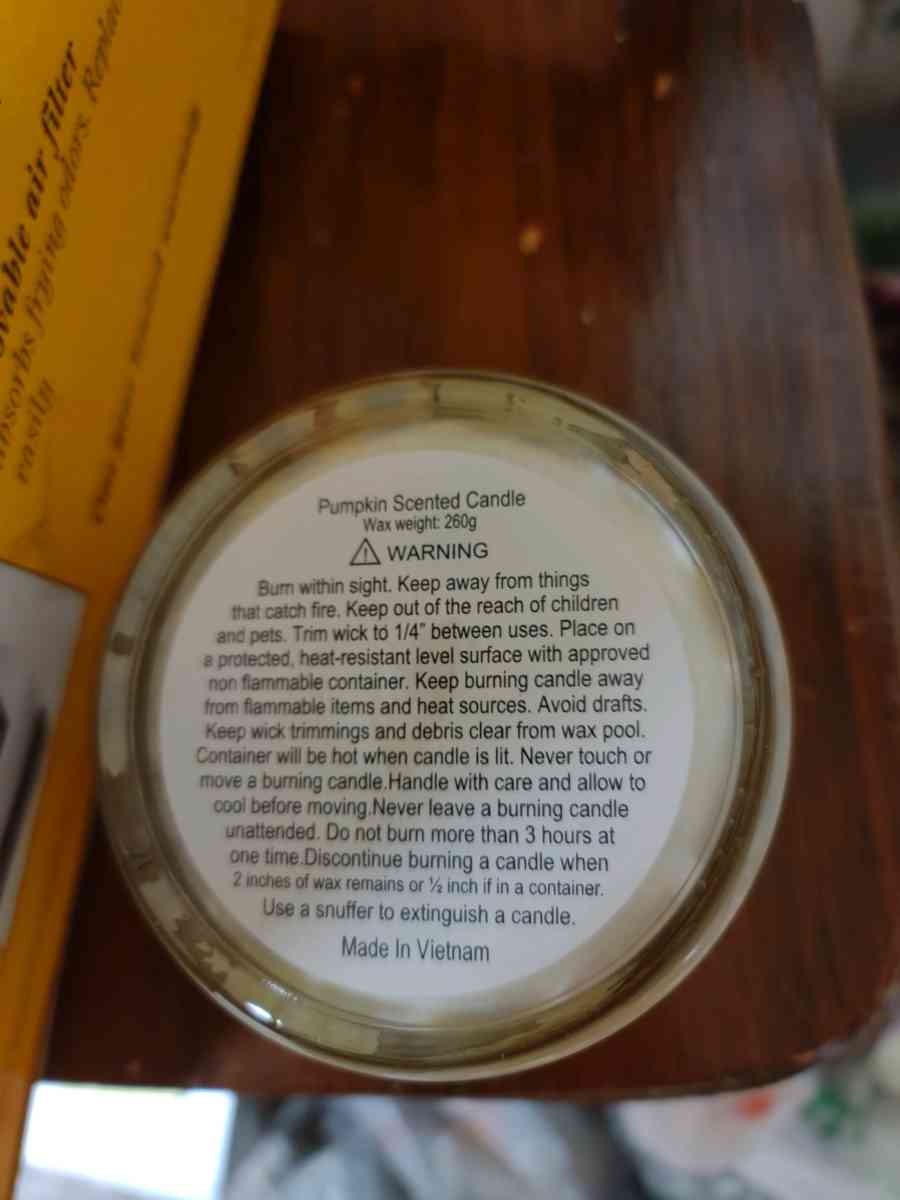 vable air filter
absorbs frying odors. Replac
easily
Pumpkin Scented Candle
Wax weight: 260g
WARNING
Burn within sight. Keep away from things
that catch fire. Keep out of the reach of children
and pets. Trim wick to 1/4" between uses. Place on
a protected, heat-resistant level surface with approved
non flammable container. Keep burning candle away
from flammable items and heat sources. Avoid drafts.
Keep wick trimmings and debris clear from wax pool.
Container will be hot when candle is lit. Never touch or
move a burning candle.Handle with care and allow to
cool before moving.Never leave a burning candle
unattended. Do not burn more than 3 hours at
one time.Discontinue burning a candle when
2 inches of wax remains or ½ inch if in a container.
Use a snuffer to extinguish a candle.
Made In Vietnam